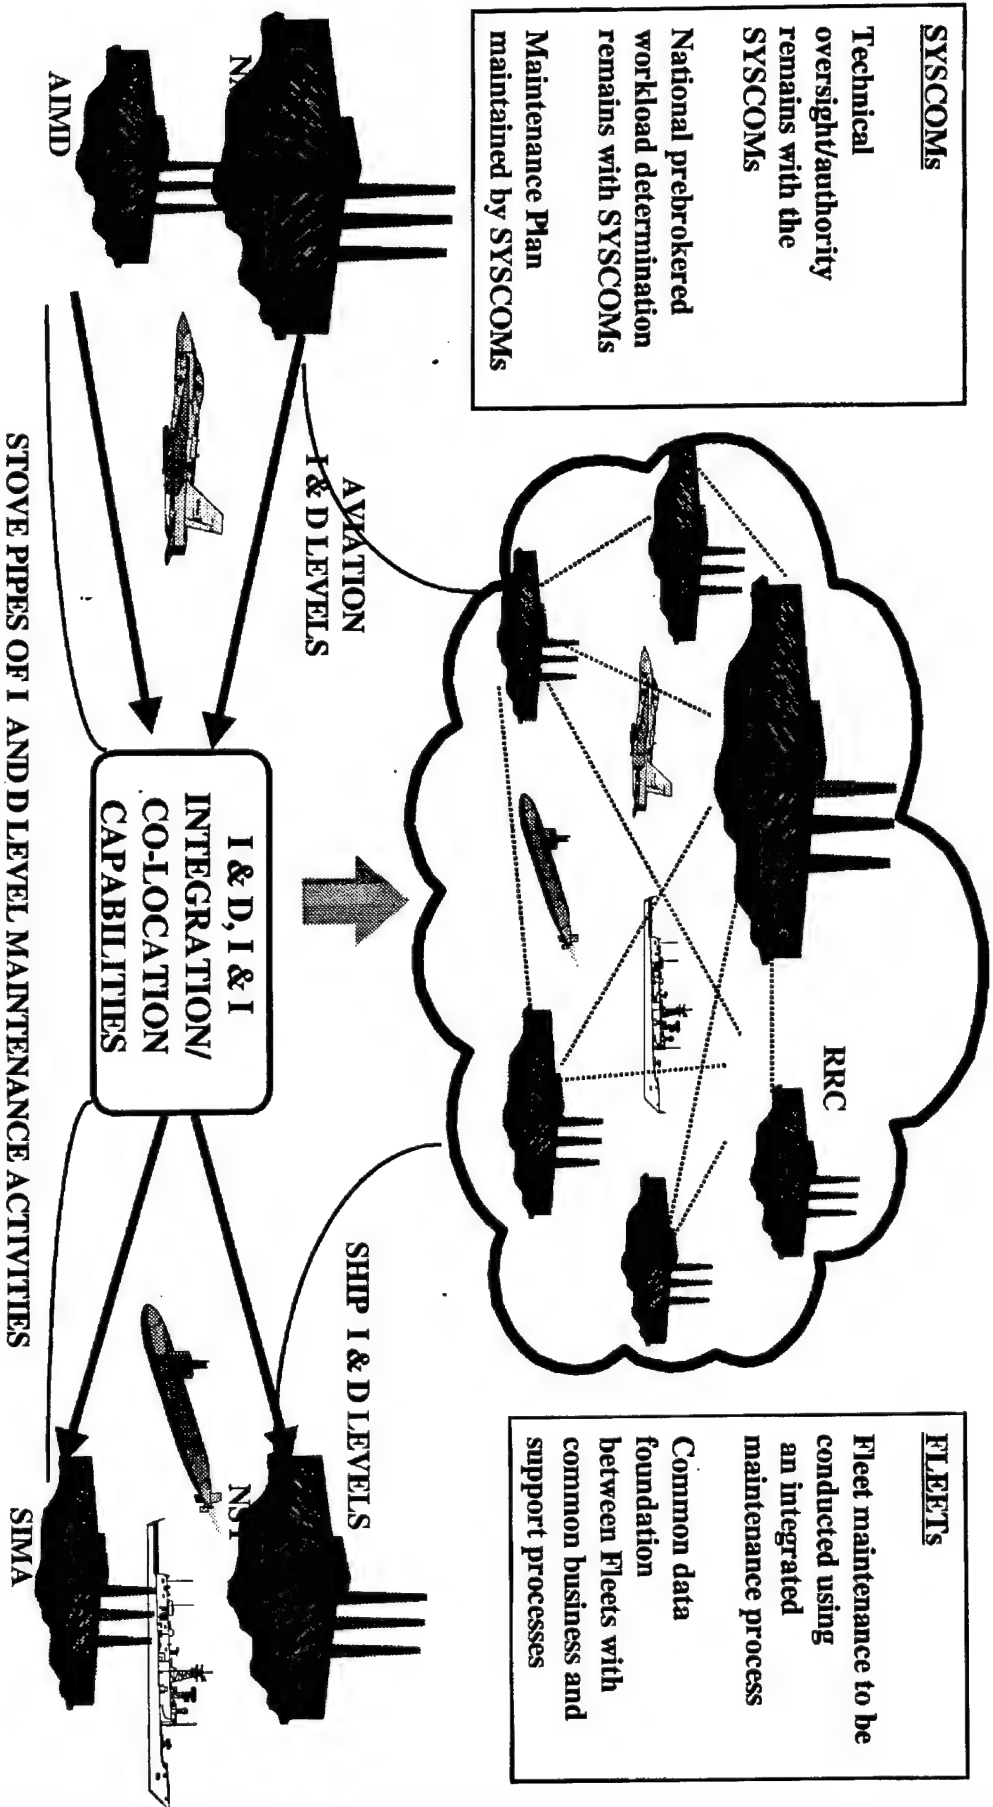 SYSCOMs
Technical
oversight/authority
remains with the
SYSCOMs
National prebrokered
workload determination
remains with SYSCOMs
Maintenance Plan
maintained by SYSCOMs
RRC
FLEETs
Fleet maintenance to be
conducted using
an integrated
maintenance process
Common data
foundation
between Fleets with
common business and
support processes
AVIATION
I & D LEVELS
SHIP I & D LEVELS
AIMD
I & D, I & I
INTEGRATION/
CO-LOCATION
CAPABILITIES
SIMA
STOVE PIPES OF I AND D LEVEL MAINTENANCE ACTIVITIES